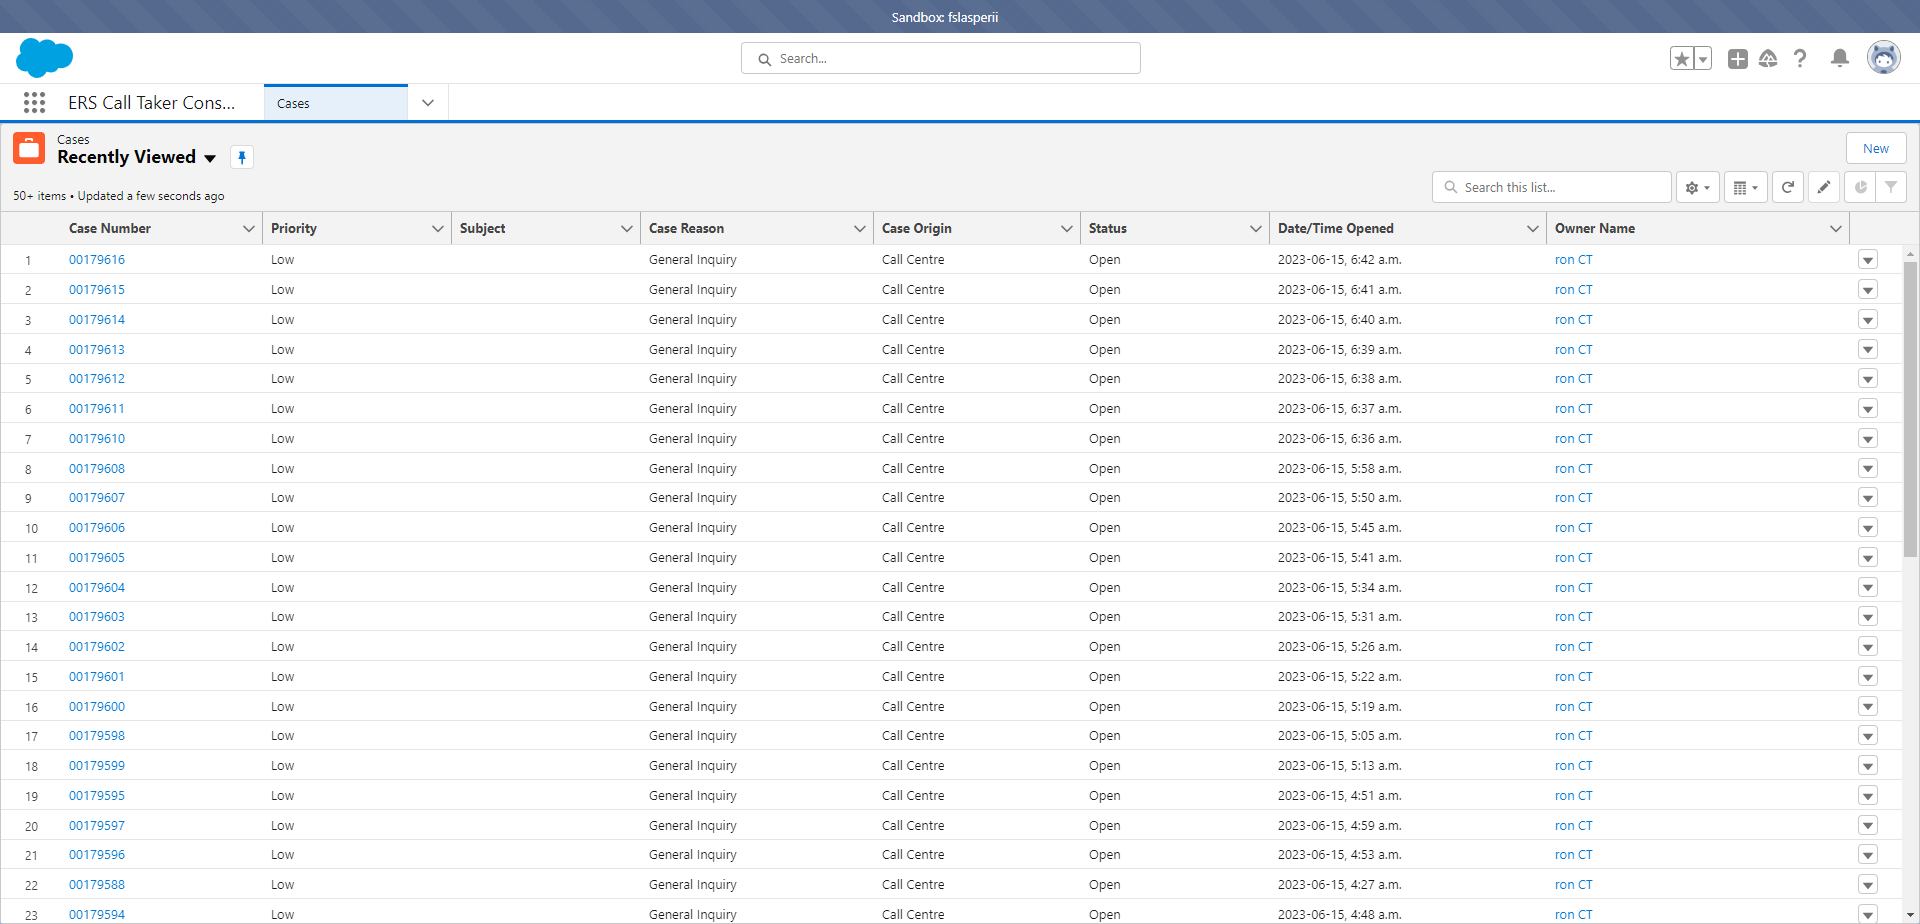 Sandbox: fslasperii
Search...
ERS Call Taker Cons... Cases
Cases
Recently Viewed
New
50+ items • Updated a few seconds ago
Search this list...
Case Number Priority Subject Case Reason Case Origin Status Date/Time Opened Owner Name
1 00179616 Low General Inquiry Call Centre Open 2023-06-15, 6:42 a.m. ron CT
2 00179615 Low General Inquiry Call Centre Open 2023-06-15, 6:41 a.m. ron CT
3 00179614 Low General Inquiry Call Centre Open 2023-06-15, 6:40 a.m. ron CT
4 00179613 Low General Inquiry Call Centre Open 2023-06-15, 6:39 a.m. ron CT
5 00179612 Low General Inquiry Call Centre Open 2023-06-15, 6:38 a.m. ron CT
6 00179611 Low General Inquiry Call Centre Open 2023-06-15, 6:37 a.m. ron CT
7 00179610 Low General Inquiry Call Centre Open 2023-06-15, 6:36 a.m. ron CT
8 00179608 Low General Inquiry Call Centre Open 2023-06-15, 5:58 a.m. ron CT
9 00179607 Low General Inquiry Call Centre Open 2023-06-15, 5:50 a.m. ron CT
10 00179606 Low General Inquiry Call Centre Open 2023-06-15, 5:45 a.m. ron CT
11 00179605 Low General Inquiry Call Centre Open 2023-06-15, 5:41 a.m. ron CT
12 00179604 Low General Inquiry Call Centre Open 2023-06-15, 5:34 a.m. ron CT
13 00179603 Low General Inquiry Call Centre Open 2023-06-15, 5:31 a.m. ron CT
14 00179602 Low General Inquiry Call Centre Open 2023-06-15, 5:26 a.m. ron CT
15 00179601 Low General Inquiry Call Centre Open 2023-06-15, 5:22 a.m. ron CT
16 00179600 Low General Inquiry Call Centre Open 2023-06-15, 5:19 a.m. ron CT
17 00179598 Low General Inquiry Call Centre Open 2023-06-15, 5:05 a.m. ron CT
18 00179599 Low General Inquiry Call Centre Open 2023-06-15, 5:13 a.m. ron CT
19 00179595 Low General Inquiry Call Centre Open 2023-06-15, 4:51 a.m. ron CT
20 00179597 Low General Inquiry Call Centre Open 2023-06-15, 4:59 a.m. ron CT
21 00179596 Low General Inquiry Call Centre Open 2023-06-15, 4:53 a.m. ron CT
22 00179588 Low General Inquiry Call Centre Open 2023-06-15, 4:27 a.m. ron CT
23 00179594 Low General Inquiry Call Centre Open 2023-06-15, 4:48 a.m. ron CT